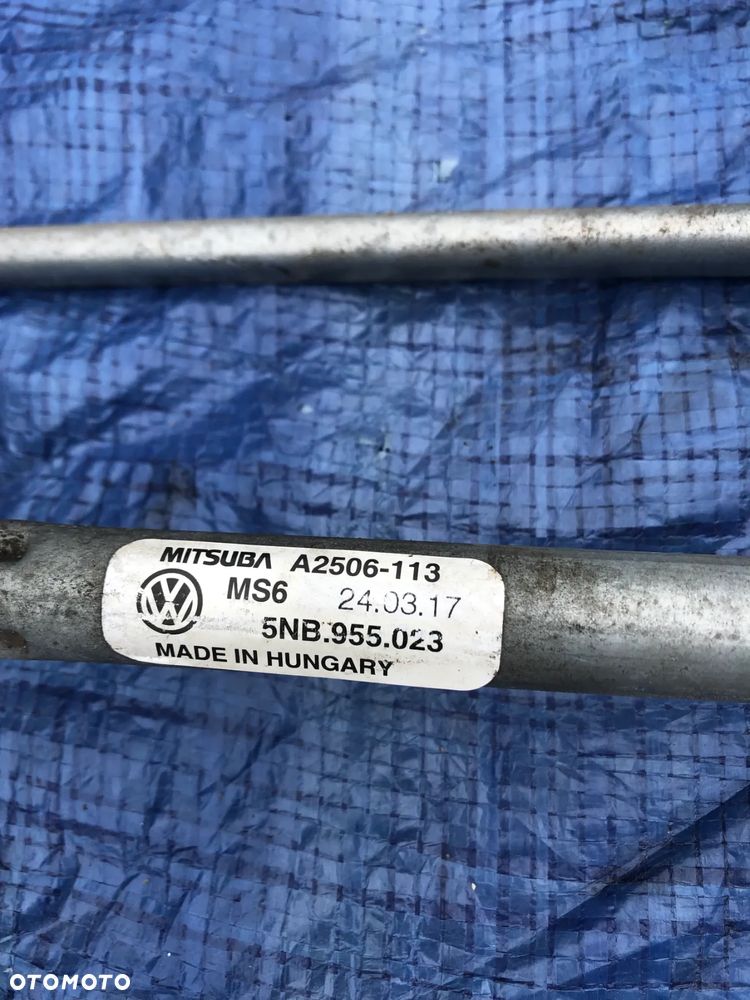 MITSUBA A2506-113
MS6 24.03.17
5NB.955.023
MADE IN HUNGARY
OTOMOTO